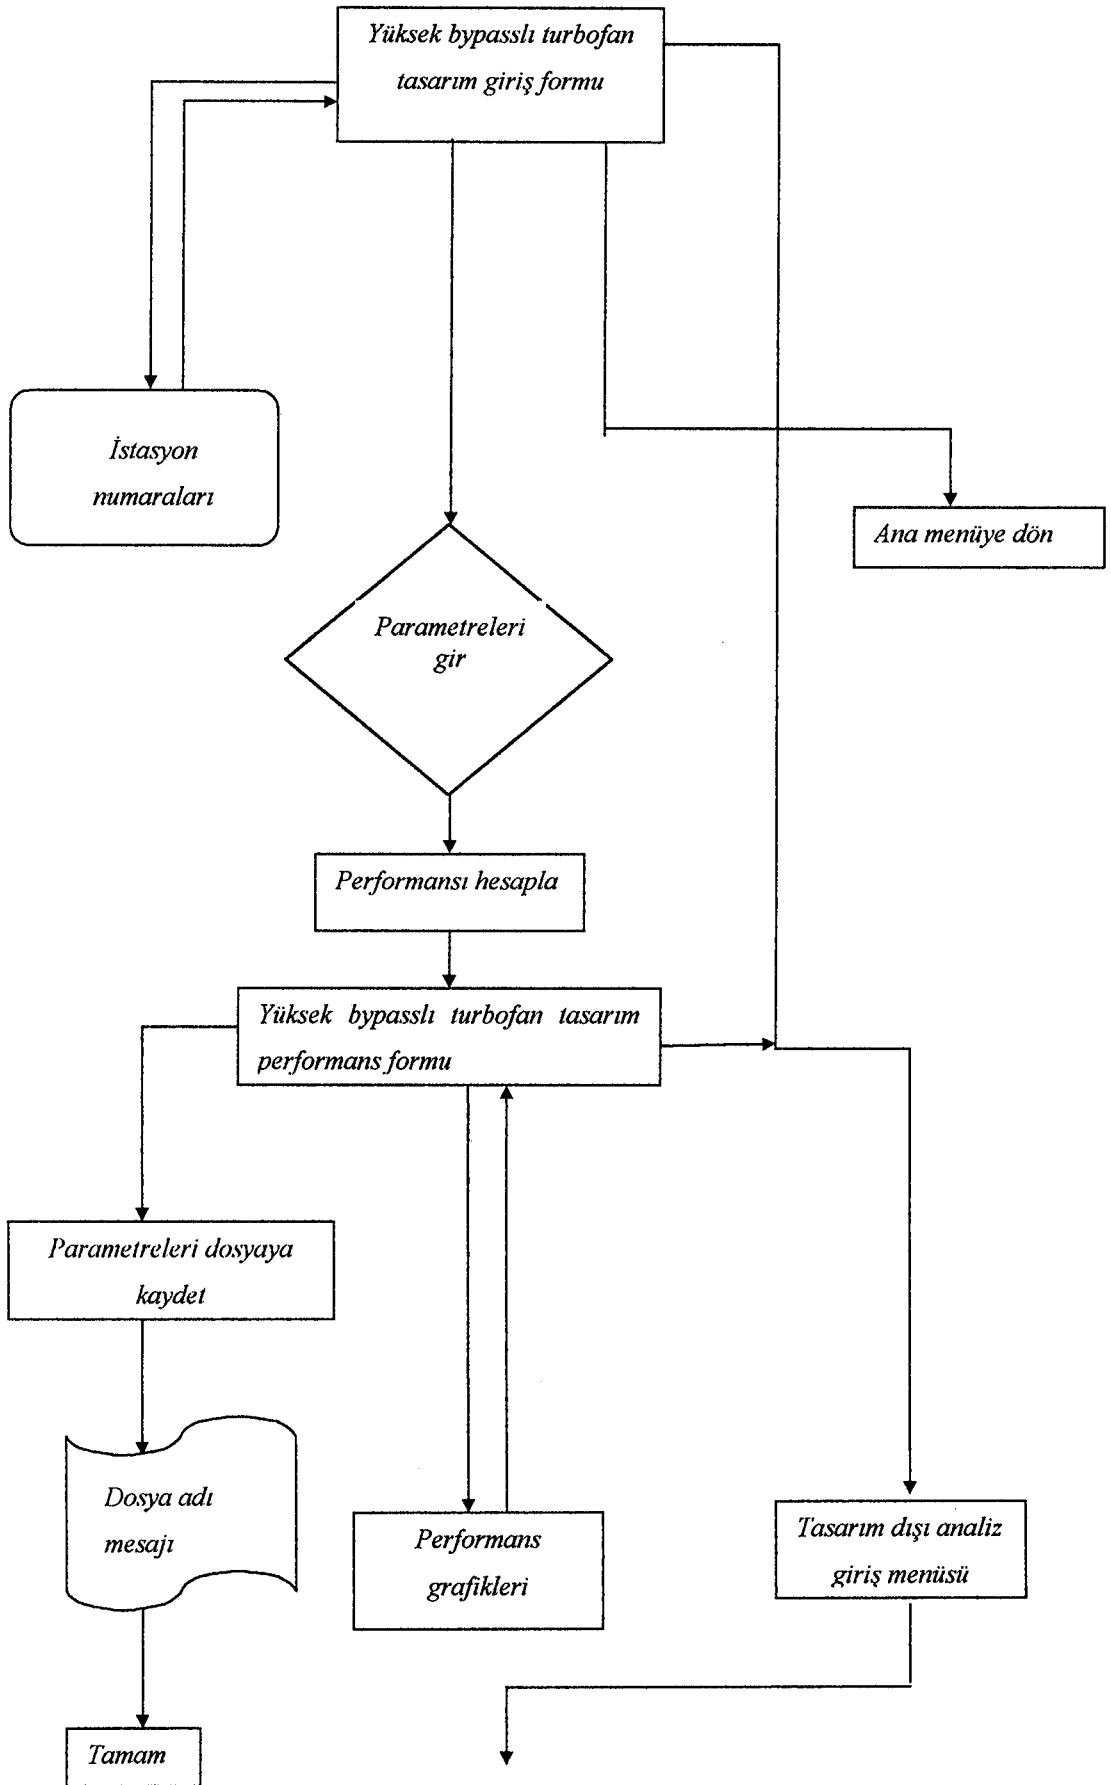 Yüksek bypasslı turbofan
tasarım giriş formu
İstasyon
numaraları
Ana menüye dön
Parametreleri
gir
Performansı hesapla
Yüksek bypasslı turbofan tasarım
performans formu
Parametreleri dosyaya
kaydet
Dosya adı
mesajı
Performans
grafikleri
Tasarım dışı analiz
giriş menüsü
Tamam